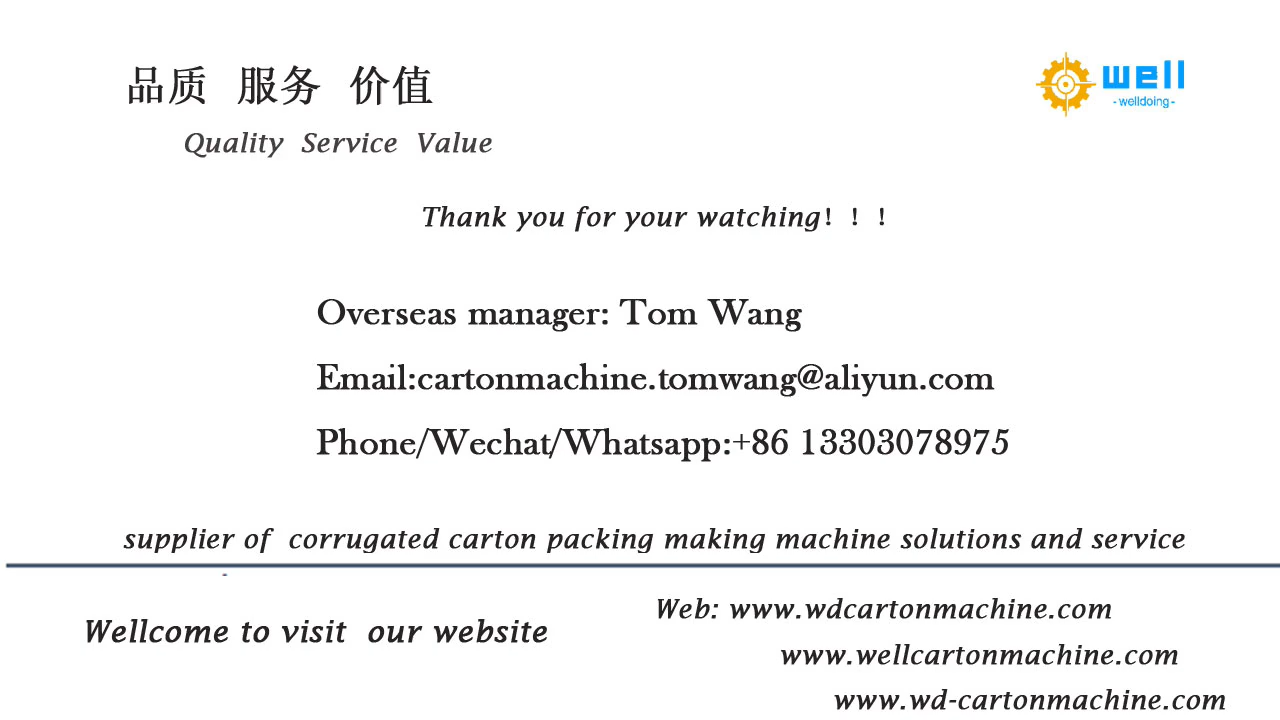 品质 服务 价值
well
-welldoing-
Quality Service Value
Thank you for your watching！！！
Overseas manager: Tom Wang
Email:cartonmachine.tomwang@aliyun.com
Phone/Wechat/Whatsapp:+86 13303078975
supplier of corrugated carton packing making machine solutions and service
Wellcome to visit our website
Web: www.wdcartonmachine.com
www.wellcartonmachine.com
www.wd-cartonmachine.com